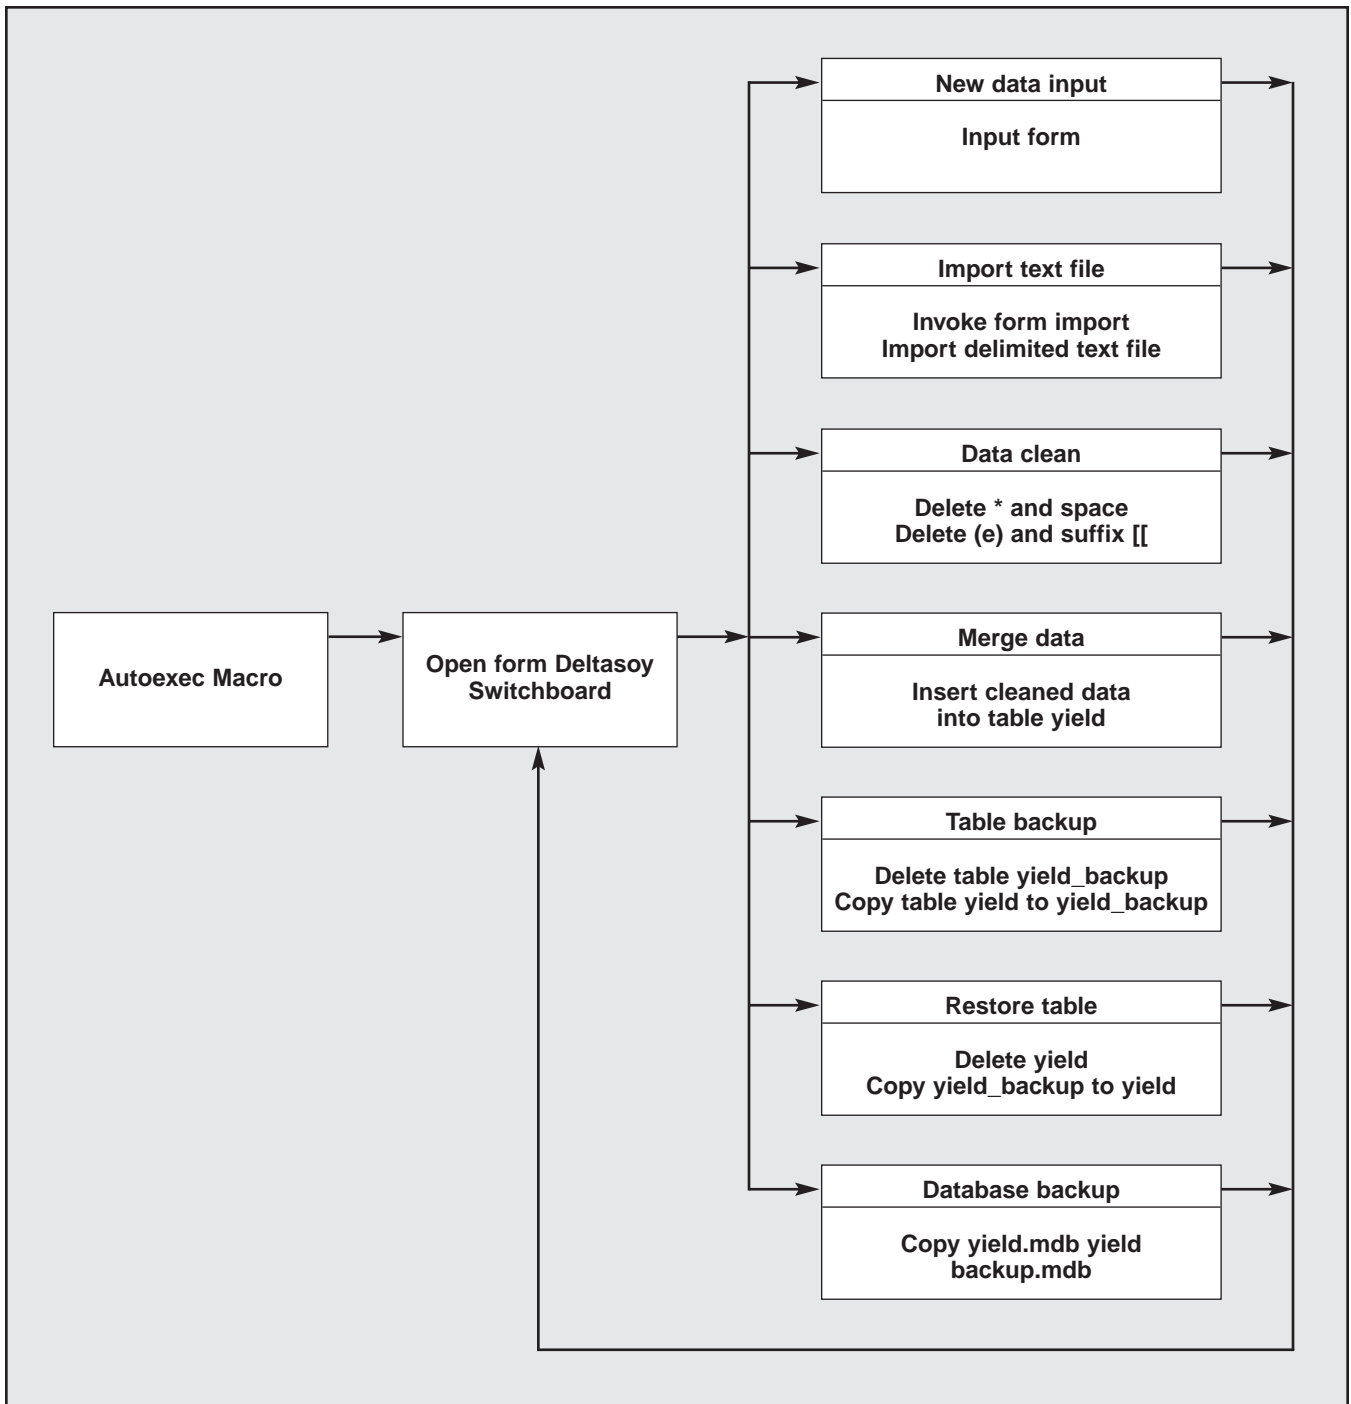 New data input
Input form
Import text file
Invoke form import
Import delimited text file
Data clean
Delete * and space
Delete (e) and suffix [[
Autoexec Macro
Open form Deltasoy
Switchboard
Merge data
Insert cleaned data
into table yield
Table backup
Delete table yield_backup
Copy table yield to yield_backup
Restore table
Delete yield
Copy yield_backup to yield
Database backup
Copy yield.mdb yield
backup.mdb